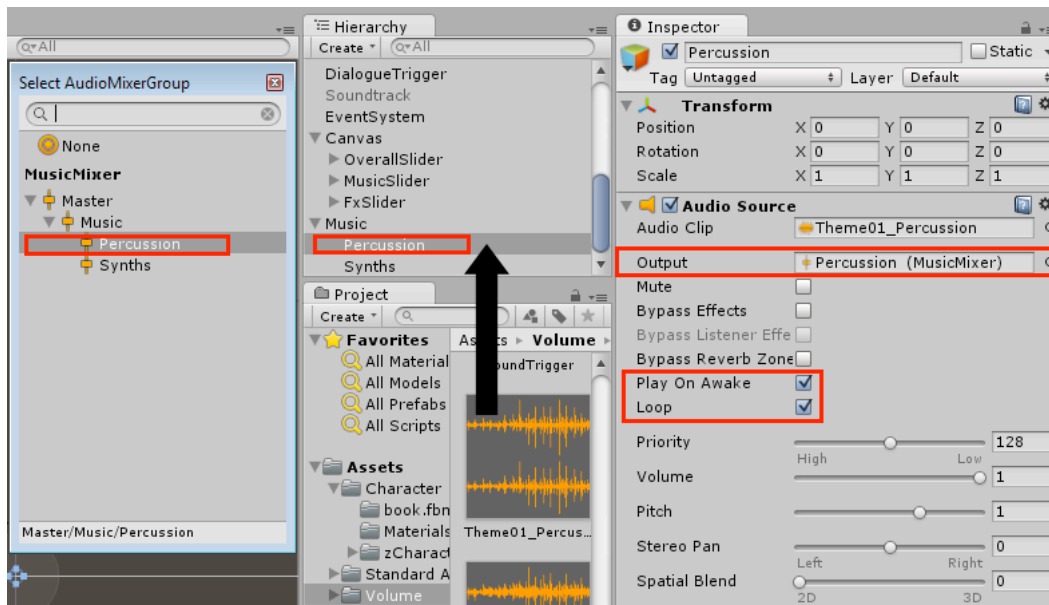 All
Select AudioMixerGroup
None
MusicMixer
Master
Music
Percussion
Synths
Master/Music/Percussion
Hierarchy
Create
All
DialogueTrigger
Soundtrack
EventSystem
Canvas
OverallSlider
MusicSlider
FxSlider
Music
Percussion
Synths
Project
Create
Favorites
All Material
All Models
All Prefabs
All Scripts
Assets
Character
book.fbn
Materials
zCharact
Standard A
Volume
Volume
Theme01_Percus...
Inspector
Percussion
Static
Tag Untagged Layer Default
Transform
Position X 0 Y 0 Z 0
Rotation X 0 Y 0 Z 0
Scale X 1 Y 1 Z 1
Audio Source
Audio Clip Theme01_Percussion
Output Percussion (MusicMixer)
Mute
Bypass Effects
Bypass Listener Effe
Bypass Reverb Zone
Play On Awake
Loop
Priority 128
High Low
Volume 1
Pitch 1
Stereo Pan 0
Left Right
Spatial Blend 0
2D 3D